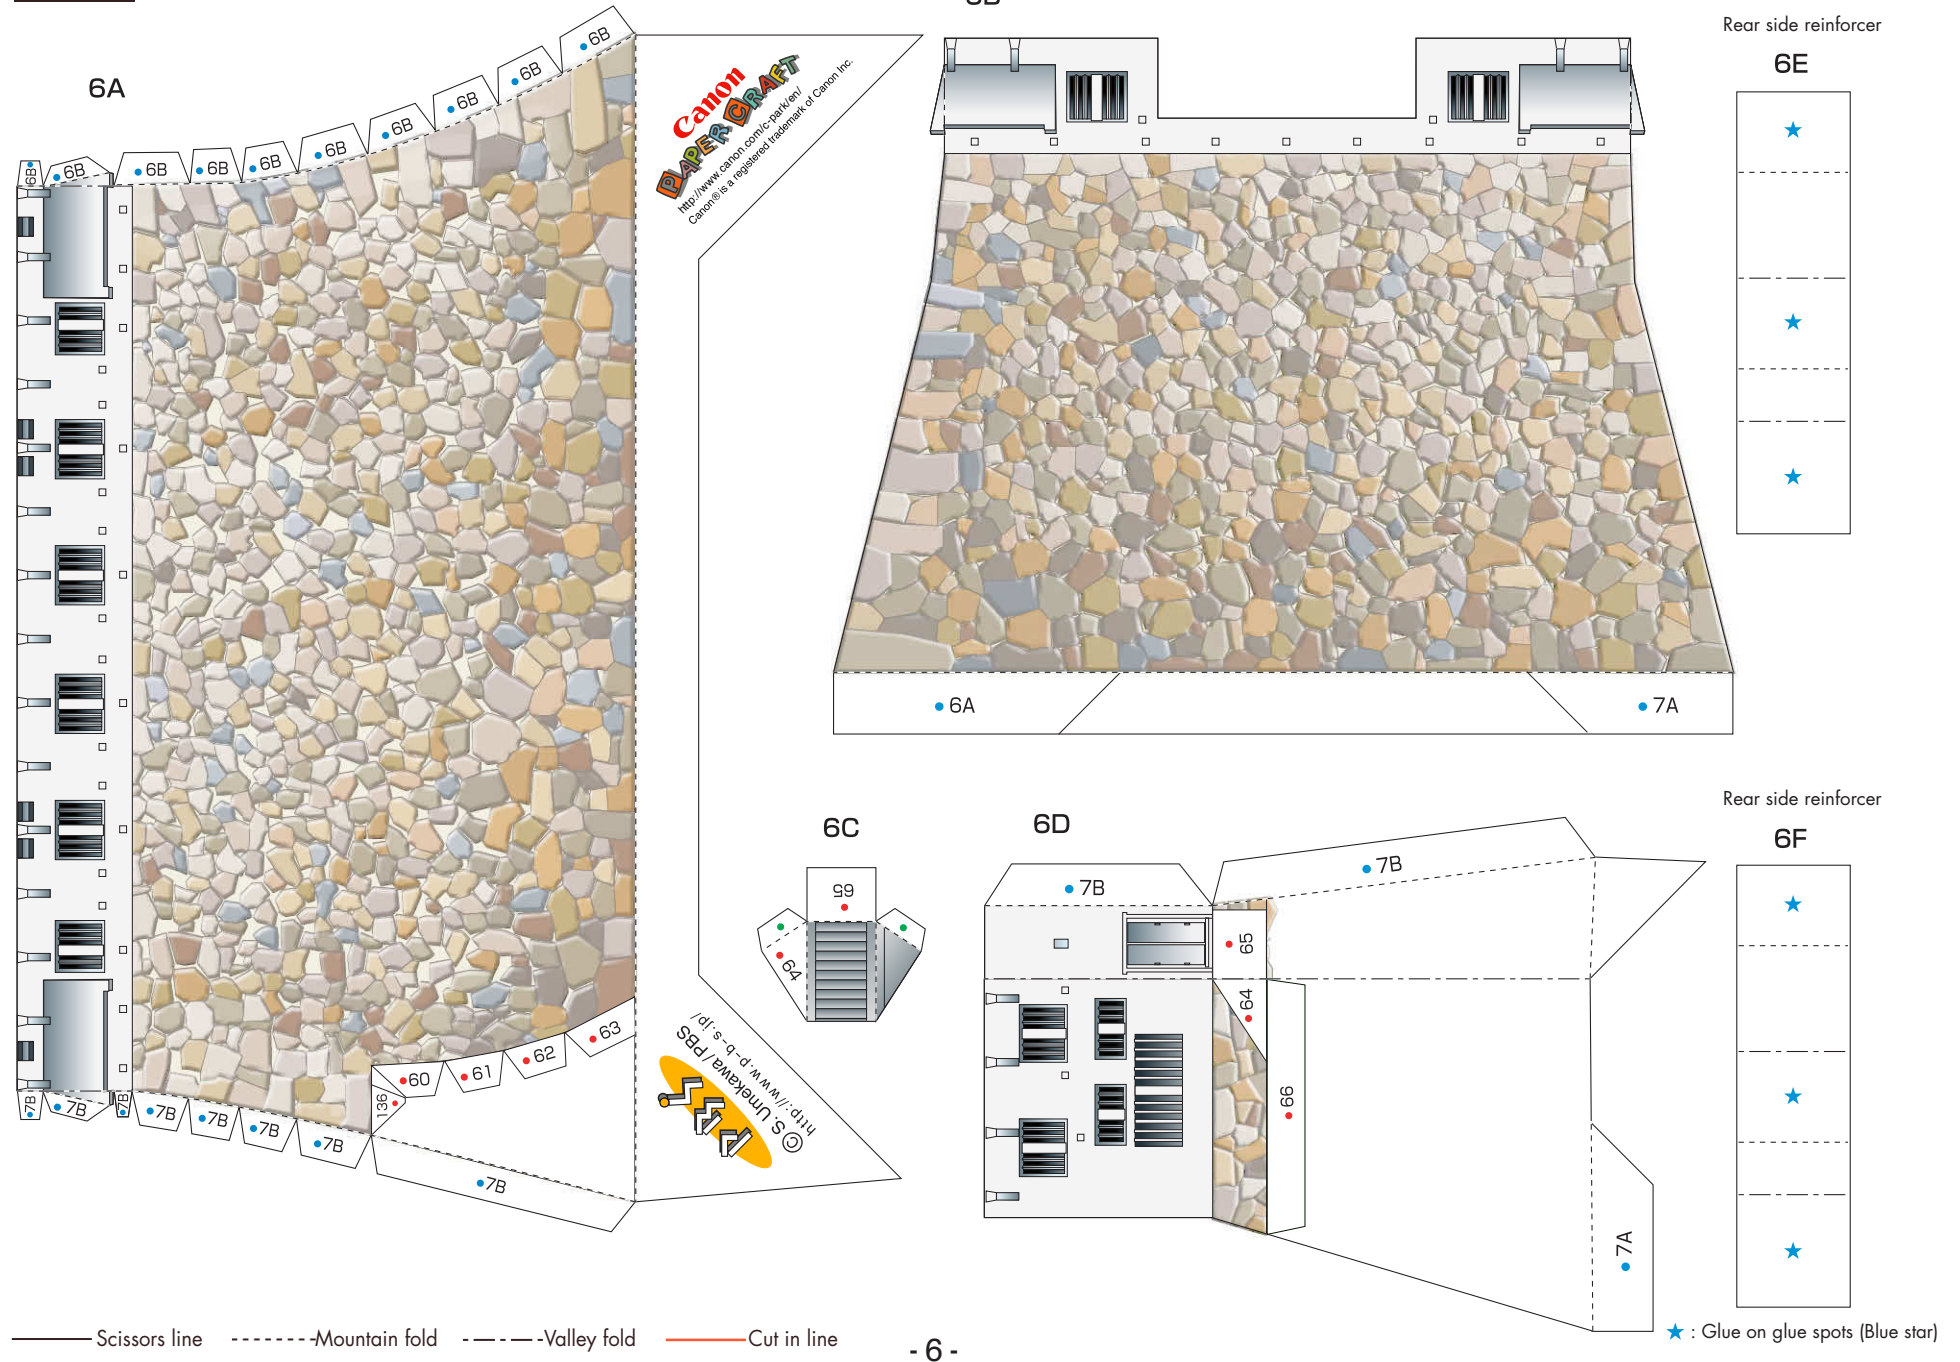 6A
6B
6B
6B
6B
6B
6B
6B
6B
6B
6B
6B
Canon
PAPER CRAFT
http://www.canon.com/c-park/en/
Canon® is a registered trademark of Canon Inc.
6A
7A
Rear side reinforcer
6E
6C
65
64
6D
7B
7B
65
64
66
7A
Rear side reinforcer
6F
63
62
61
60
136
7B
7B
7B
7B
7B
7B
7B
7B
© S. Umekawa/PBS
http://www.p-b-s.jp/
Scissors line
Mountain fold
Valley fold
Cut in line
- 6 -
★ : Glue on glue spots (Blue star)